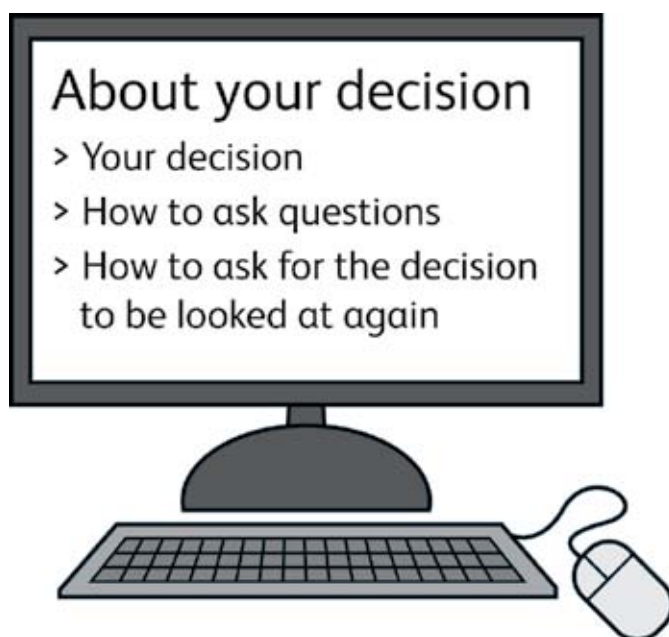 About your decision
> Your decision
> How to ask questions
> How to ask for the decision
to be looked at again